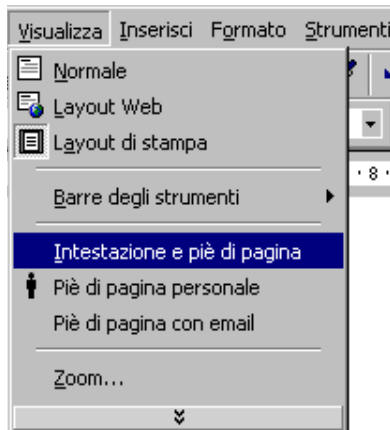 Visualizza Inserisci Formato Strumenti
Normale
Layout Web
Layout di stampa
Barre degli strumenti
Intestazione e piè di pagina
Piè di pagina personale
Piè di pagina con email
Zoom...
8